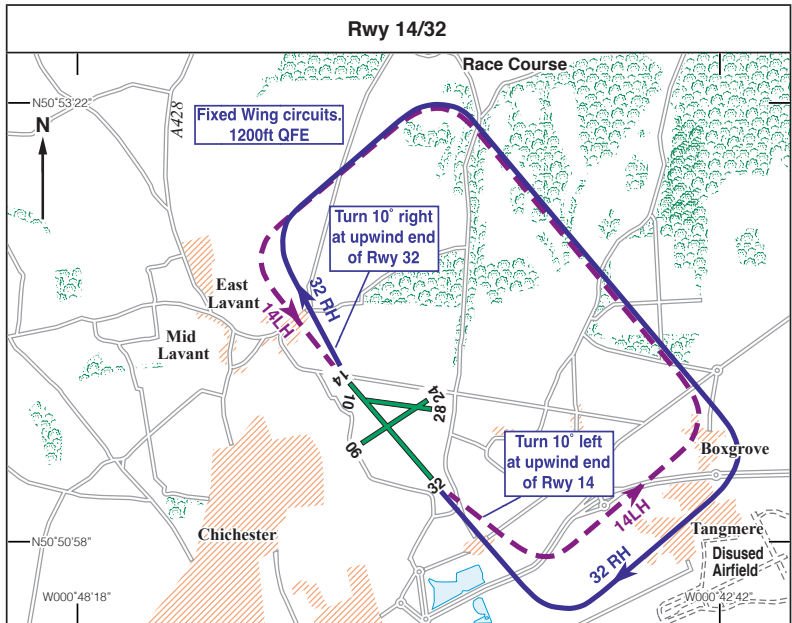 Rwy 14/32
Race Course
N50°53'22"
N
A428
Fixed Wing circuits.
1200ft QFE
Turn 10° right
at upwind end
of Rwy 32
East
Lavant
32 RH
14LH
Mid
Lavant
14
10
24
28
06
32
Turn 10° left
at upwind end
of Rwy 14
Boxgrove
14LH
Chichester
Tangmere
N50°50'58"
Disused
Airfield
32 RH
W000°48'18"
W000°42'42"